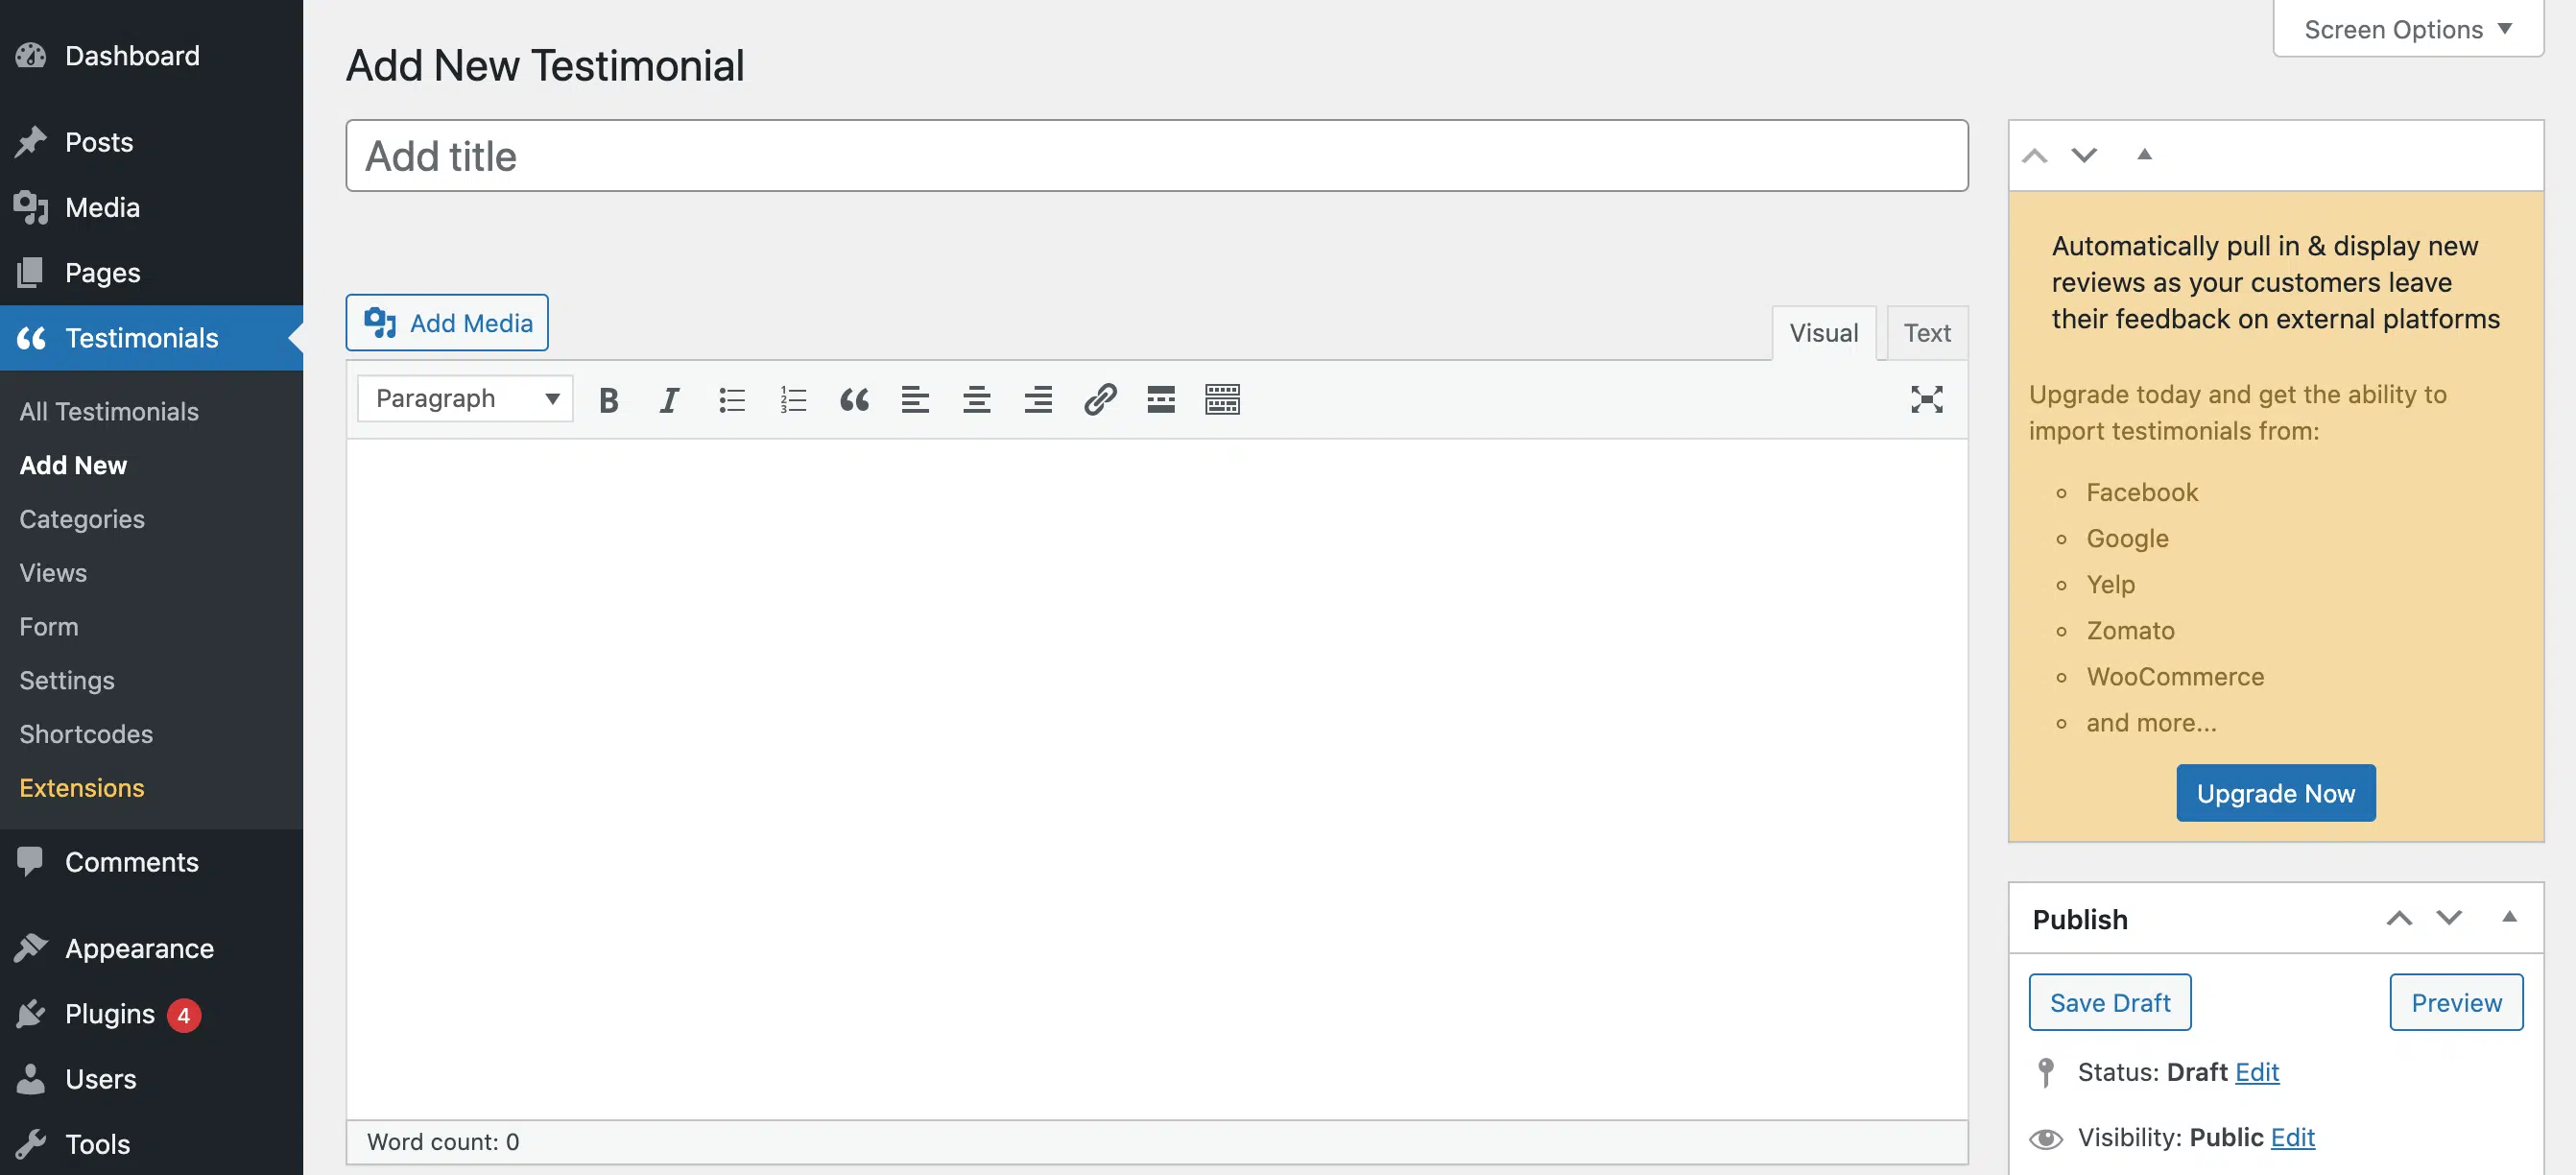 Dashboard
Posts
Media
Pages
Testimonials
All Testimonials
Add New
Categories
Views
Form
Settings
Shortcodes
Extensions
Comments
Appearance
Plugins 4
Users
Tools
Screen Options
Add New Testimonial
Add title
Add Media
Visual Text
Paragraph
Word count: 0
Automatically pull in & display new
reviews as your customers leave
their feedback on external platforms
Upgrade today and get the ability to
import testimonials from:
Facebook
Google
Yelp
Zomato
WooCommerce
and more...
Upgrade Now
Publish
Save Draft Preview
Status: Draft Edit
Visibility: Public Edit